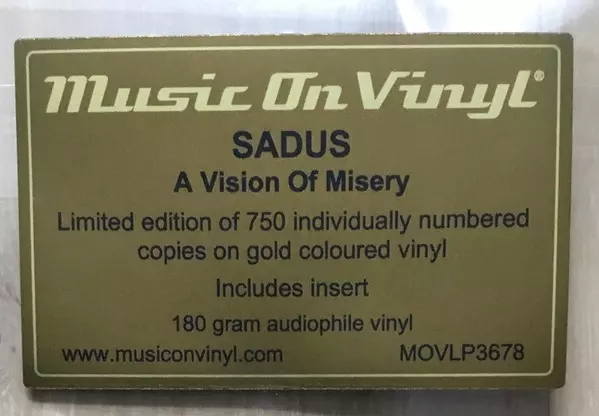 Music On Vinyl®
SADUS
A Vision Of Misery
Limited edition of 750 individually numbered
copies on gold coloured vinyl
Includes insert
180 gram audiophile vinyl
www.musiconvinyl.com MOVLP3678